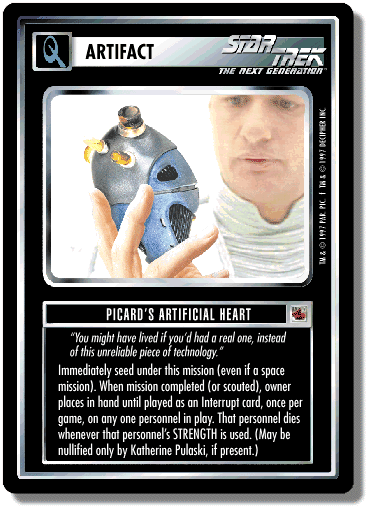 ARTIFACT
STAR TREK
THE NEXT GENERATION™
TM & © 1997 PAR. PIC. | TM & © 1997 DECIPHER INC.
PICARD'S ARTIFICIAL HEART
"You might have lived if you'd had a real one, instead
of this unreliable piece of technology."
Immediately seed under this mission (even if a space
mission). When mission completed (or scouted), owner
places in hand until played as an Interrupt card, once per
game, on any one personnel in play. That personnel dies
whenever that personnel's STRENGTH is used. (May be
nullified only by Katherine Pulaski, if present.)